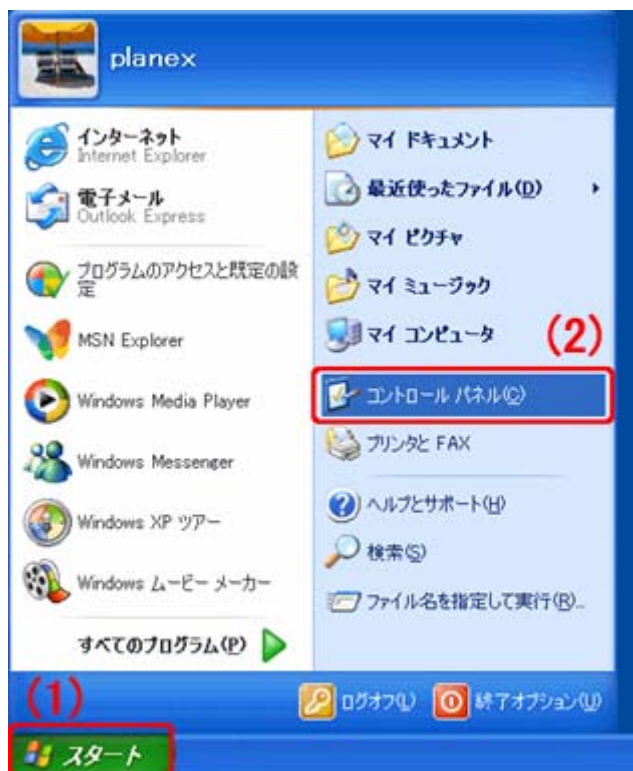 planex
インターネット
Internet Explorer
電子メール
Outlook Express
プログラムのアクセスと既定の設
定
MSN Explorer
Windows Media Player
Windows Messenger
Windows XP ツアー
Windows ムービー メーカー
すべてのプログラム(P)
マイ ドキュメント
最近使ったファイル(D)
マイ ピクチャ
マイ ミュージック
マイ コンピュータ
(2)
コントロール パネル(C)
プリンタと FAX
ヘルプとサポート(H)
検索(S)
ファイル名を指定して実行(R)...
(1)
ログオフ(L)
終了オプション(U)
スタート